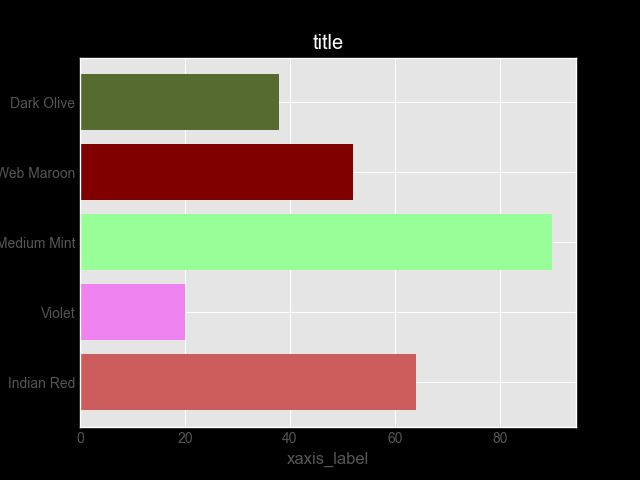 title
Dark Olive
Web Maroon
Medium Mint
Violet
Indian Red
0 20 40 60 80
xaxis_label